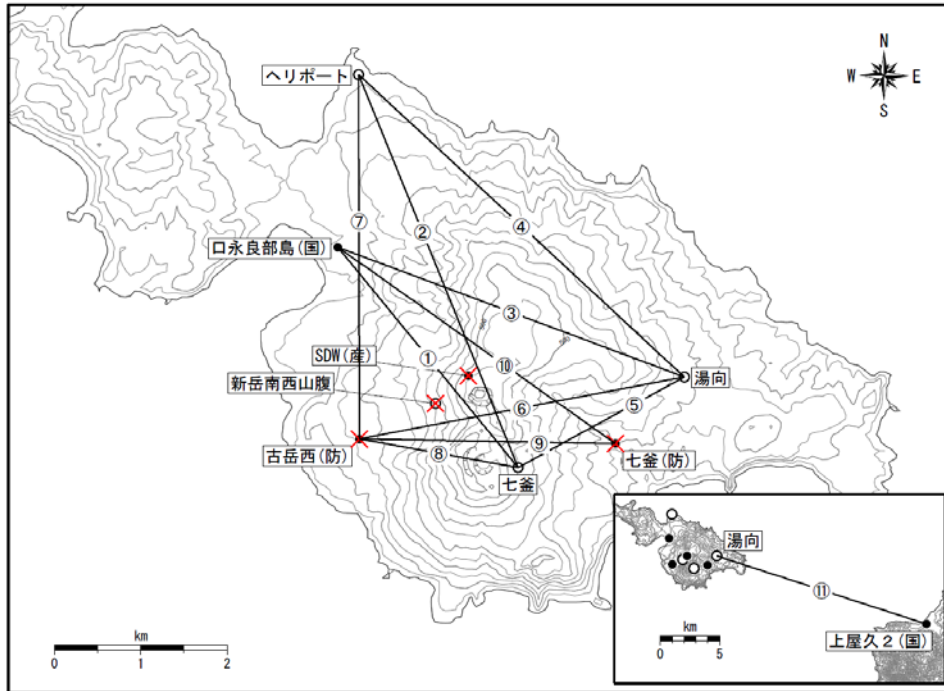 N
W E
S
ヘリポート
⑦
②
④
口永良部島(国)
③
SDW(産)
①
⑩
新岳南西山腹
湯向
⑥
⑤
古岳西(防)
⑧
⑨
七釜
七釜(防)
湯向
⑪
上屋久2(国)
km
0 5
km
0 1 2